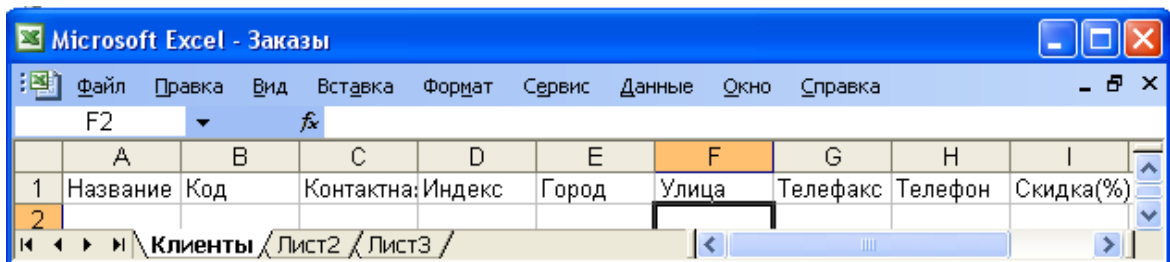 Microsoft Excel - Заказы
Файл Правка Вид Вставка Формат Сервис Данные Окно Справка
F2 fx
A B C D E F G H I
1 Название Код Контактна Индекс Город Улица Телефакс Телефон Скидка(%)
2
Клиенты Лист2 Лист3